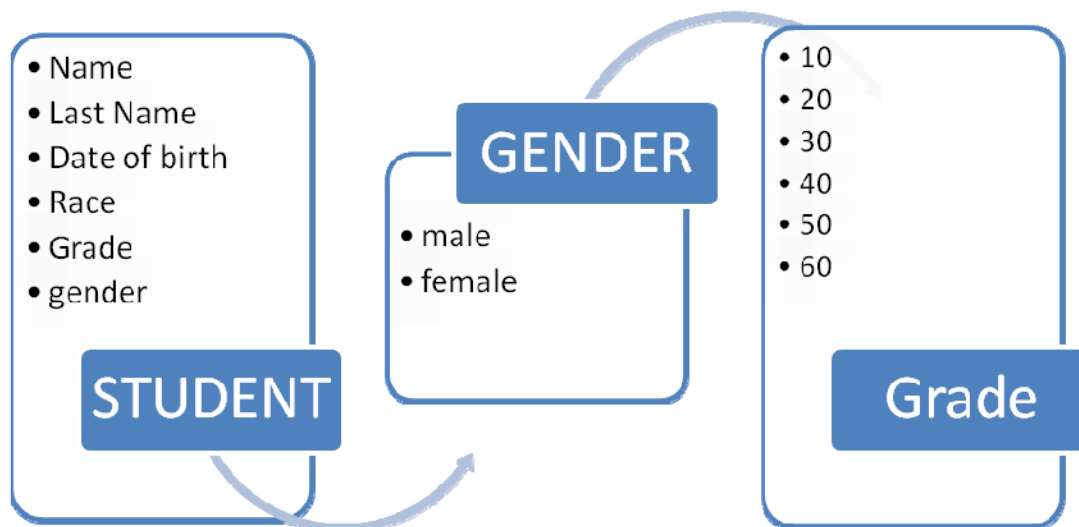 • Name
• Last Name
• Date of birth
• Race
• Grade
• gender
STUDENT
GENDER
• male
• female
• 10
• 20
• 30
• 40
• 50
• 60
Grade